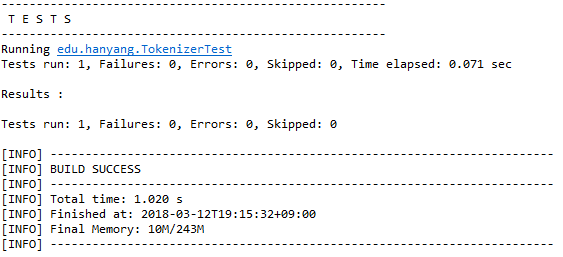 -------------------------------------------------------
 T E S T S
-------------------------------------------------------
Running edu.hanyang.TokenizerTest
Tests run: 1, Failures: 0, Errors: 0, Skipped: 0, Time elapsed: 0.071 sec

Results :

Tests run: 1, Failures: 0, Errors: 0, Skipped: 0

[INFO] ------------------------------------------------------------------------
[INFO] BUILD SUCCESS
[INFO] ------------------------------------------------------------------------
[INFO] Total time: 1.020 s
[INFO] Finished at: 2018-03-12T19:15:32+09:00
[INFO] Final Memory: 10M/243M
[INFO] ------------------------------------------------------------------------